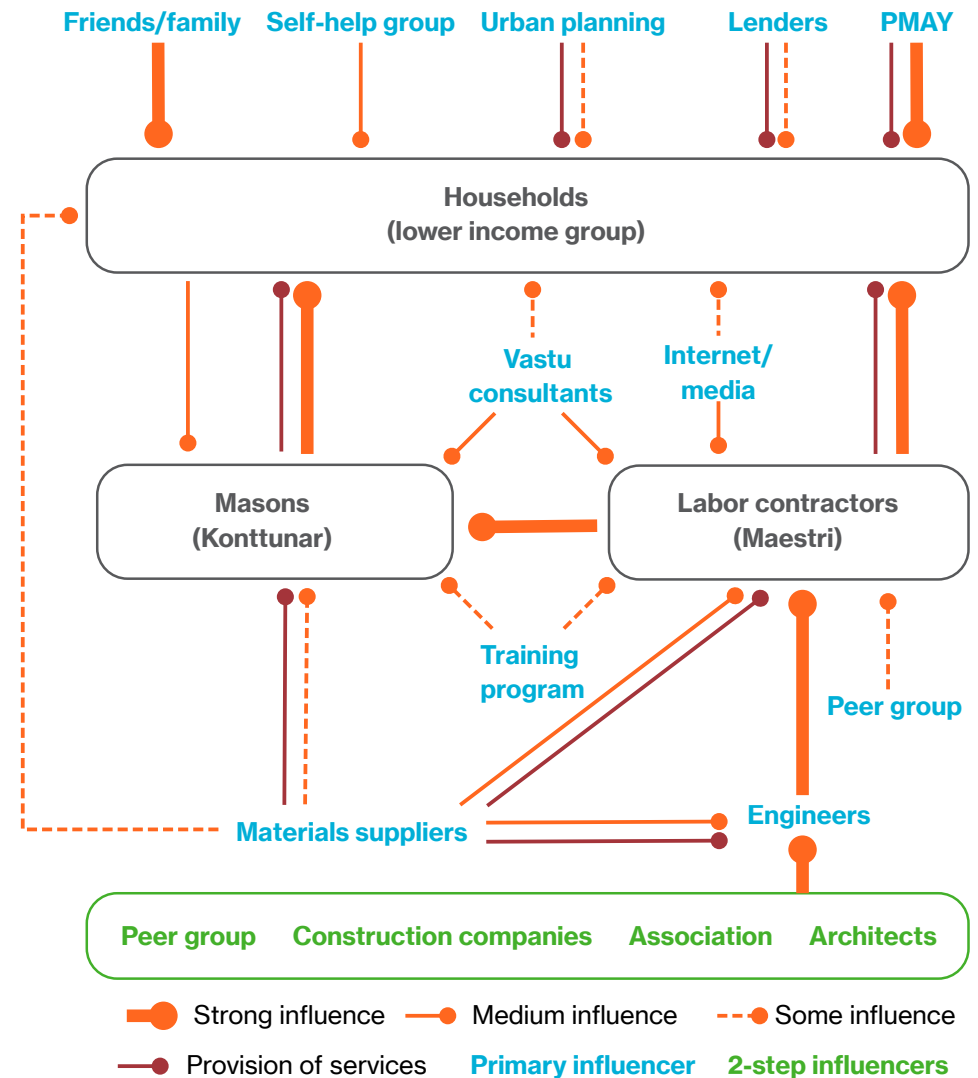 Friends/family Self-help group Urban planning Lenders PMAY
Households
(lower income group)
Vastu
consultants
Internet/
media
Masons
(Konttunar)
Labor contractors
(Maestri)
Training
program
Peer group
Materials suppliers
Engineers
Peer group Construction companies Association Architects
Strong influence Medium influence Some influence
Provision of services Primary influencer 2-step influencers